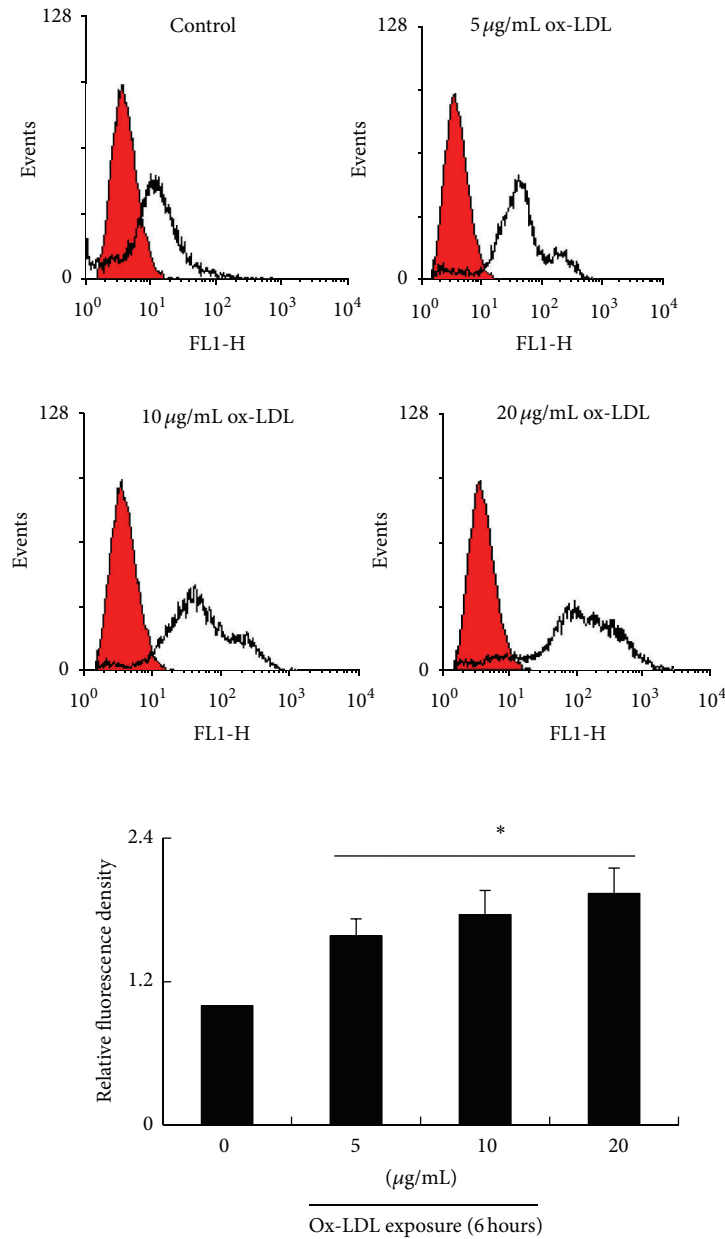 Control
128
Events
0
10^0 10^1 10^2 10^3 10^4
FL1-H
5 µg/mL ox-LDL
128
Events
0
10^0 10^1 10^2 10^3 10^4
FL1-H
10 µg/mL ox-LDL
128
Events
0
10^0 10^1 10^2 10^3 10^4
FL1-H
20 µg/mL ox-LDL
128
Events
0
10^0 10^1 10^2 10^3 10^4
FL1-H
2.4
1.2
0
Relative fluorescence density
*
0 5 10 20
(µg/mL)
Ox-LDL exposure (6 hours)